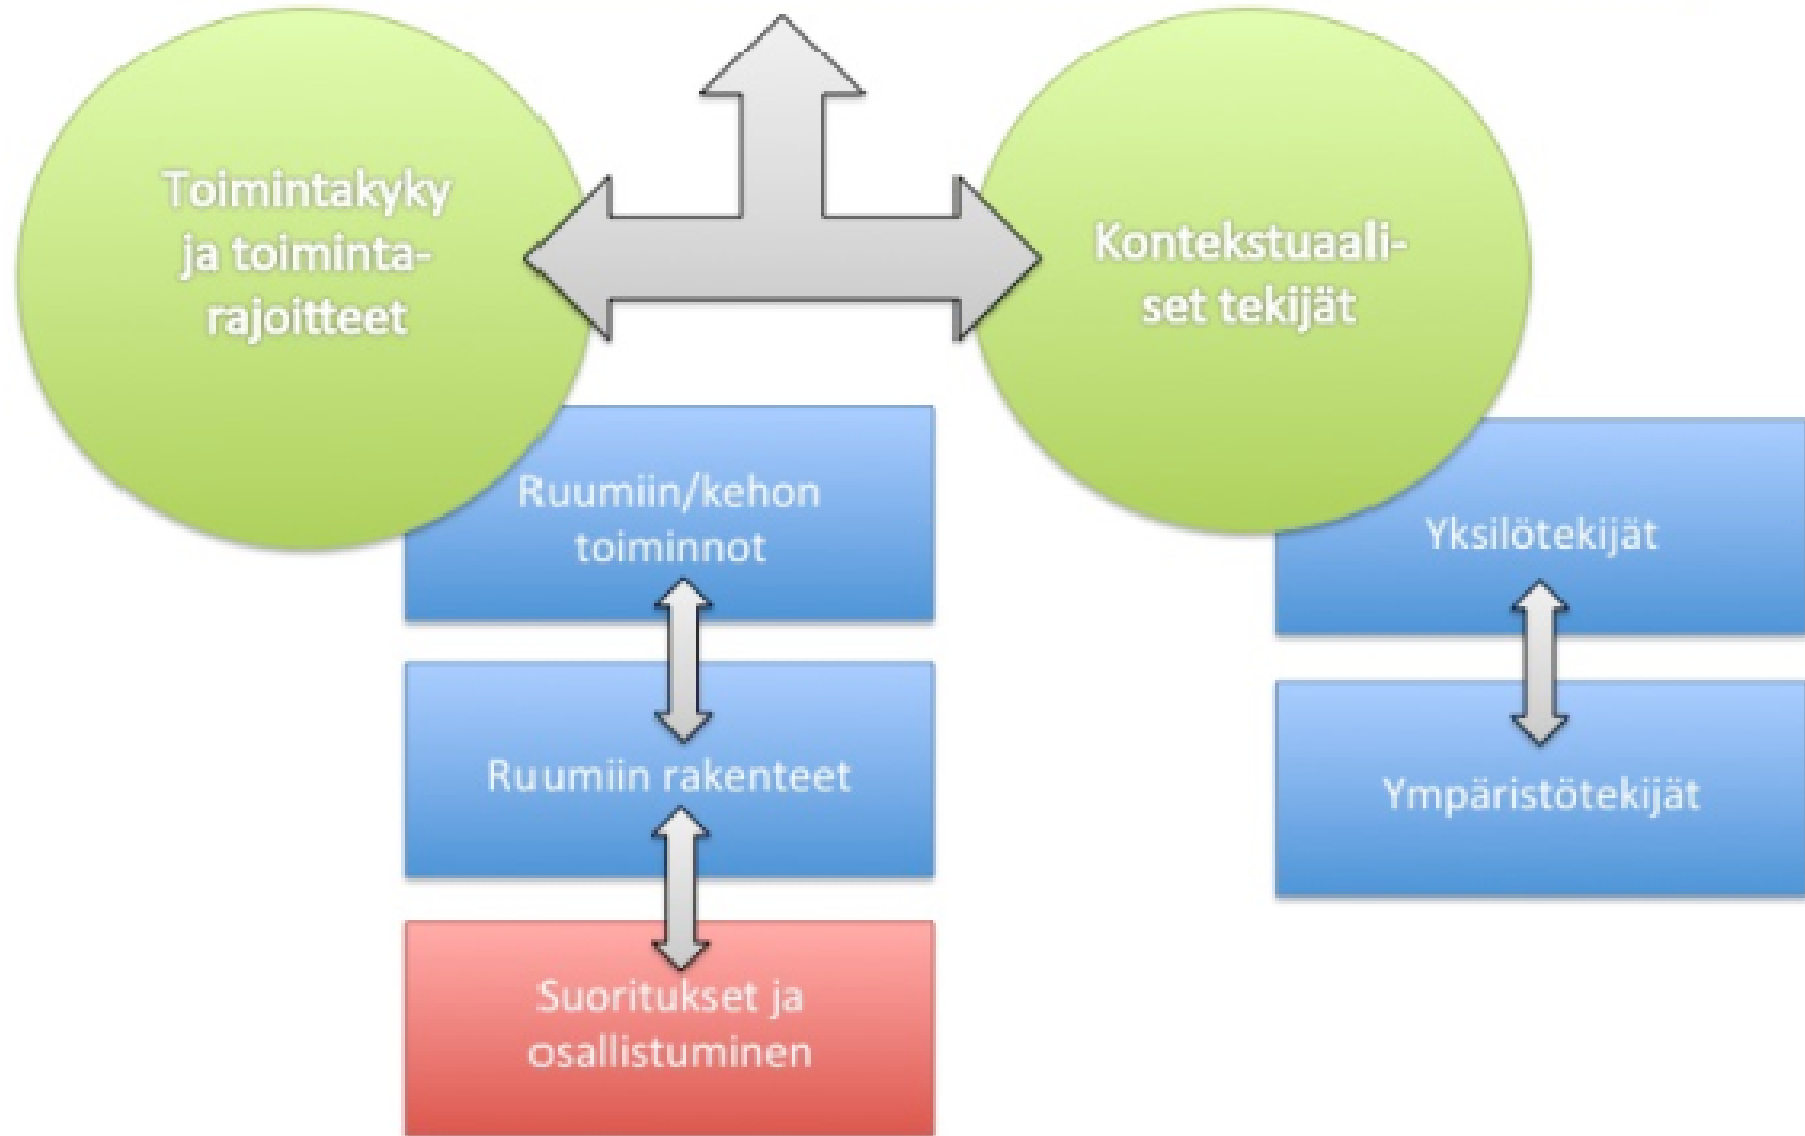 Toimintakyky
ja toiminta-
rajoitteet
Kontekstuaali-
set tekijät
Ruumiin/kehon
toiminnot
Ruumiin rakenteet
Suoritukset ja
osallistuminen
Yksilötekijät
Ympäristötekijät